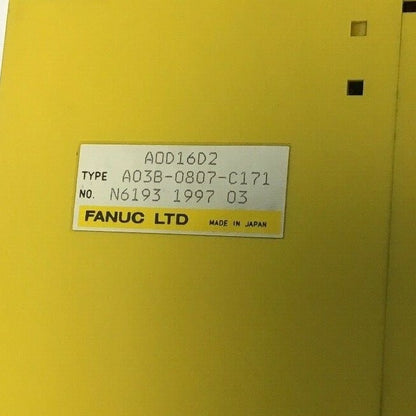 AOD16D2
TYPE A03B-0807-C171
NO. N6193 1997 03
FANUC LTD MADE IN JAPAN